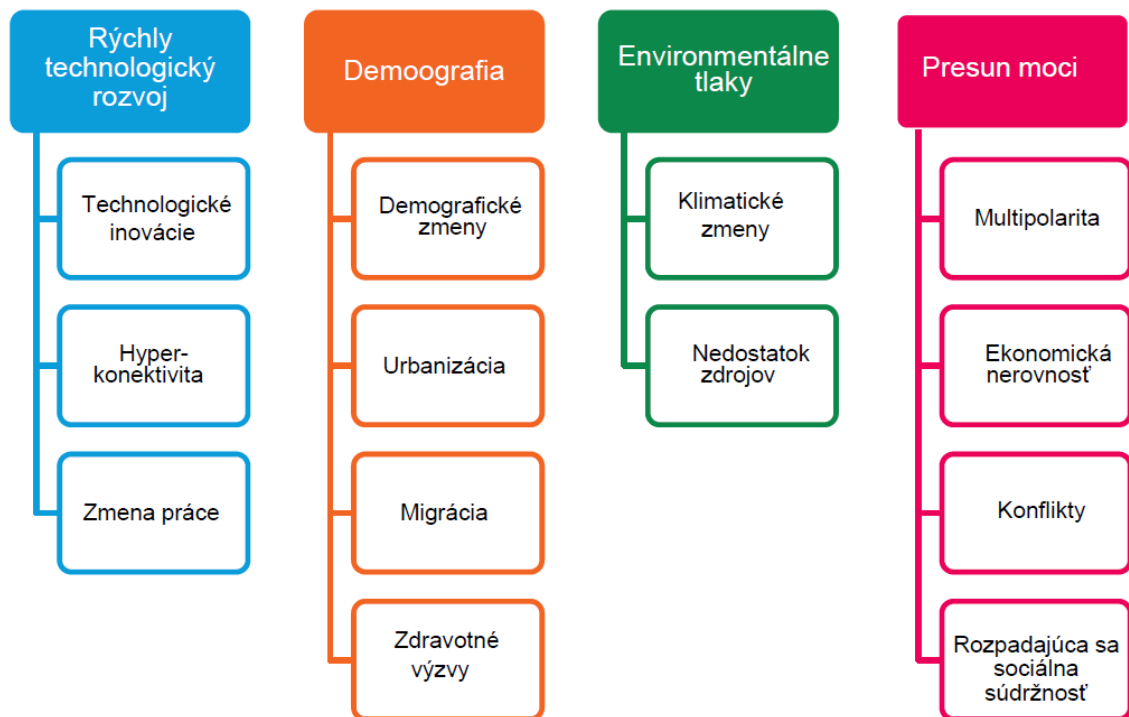 Rýchly
technologický
rozvoj
Technologické
inovácie
Hyper-
konektivita
Zmena práce
Demoografia
Demografické
zmeny
Urbanizácia
Migrácia
Zdravotné
výzvy
Environmentálne
tlaky
Klimatické
zmeny
Nedostatok
zdrojov
Presun moci
Multipolarita
Ekonomická
nerovnosť
Konflikty
Rozpadajúca sa
sociálna
súdržnosť